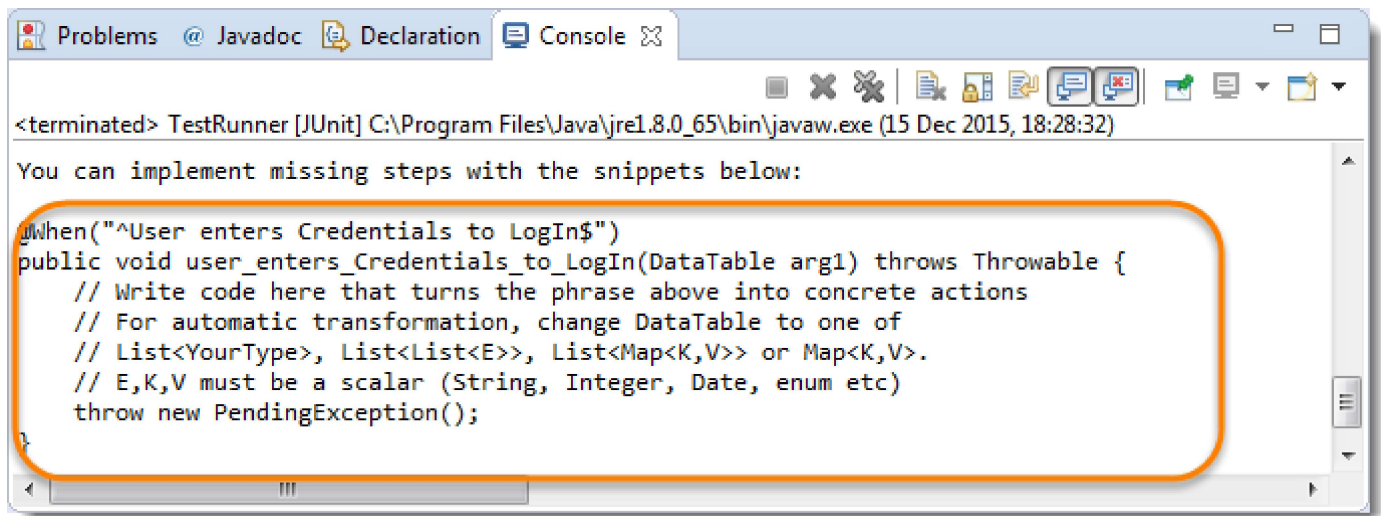 Problems @ Javadoc Declaration Console
<terminated> TestRunner [JUnit] C:\Program Files\Java\jre1.8.0_65\bin\javaw.exe (15 Dec 2015, 18:28:32)
You can implement missing steps with the snippets below:
@When("^User enters Credentials to LogIn$")
public void user_enters_Credentials_to_LogIn(DataTable arg1) throws Throwable {
    // Write code here that turns the phrase above into concrete actions
    // For automatic transformation, change DataTable to one of
    // List<YourType>, List<List<E>>, List<Map<K,V>> or Map<K,V>.
    // E,K,V must be a scalar (String, Integer, Date, enum etc)
    throw new PendingException();
}